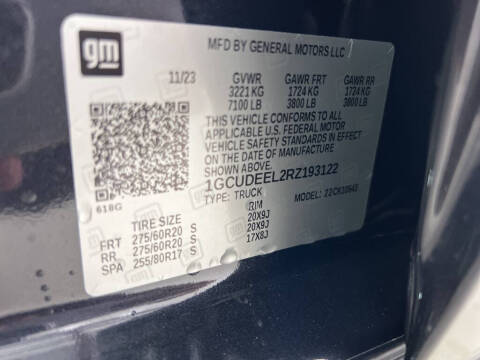 gm
MFD BY GENERAL MOTORS LLC
11/23 GVWR GAWR FRT GAWR RR
3221 KG 1724 KG 1724 KG
7100 LB 3800 LB 3800 LB
THIS VEHICLE CONFORMS TO ALL
APPLICABLE U.S. FEDERAL MOTOR
VEHICLE SAFETY STANDARDS IN
EFFECT ON THE DATE OF MANUFACTURE
SHOWN ABOVE.
1GCUDEEL2RZ193122
TYPE: TRUCK MODEL:
618G
TIRE SIZE RIM
FRT 275/60R20 S 20X9J
RR 275/60R20 S 20X9J
SPA 255/80R17 S 17X8J